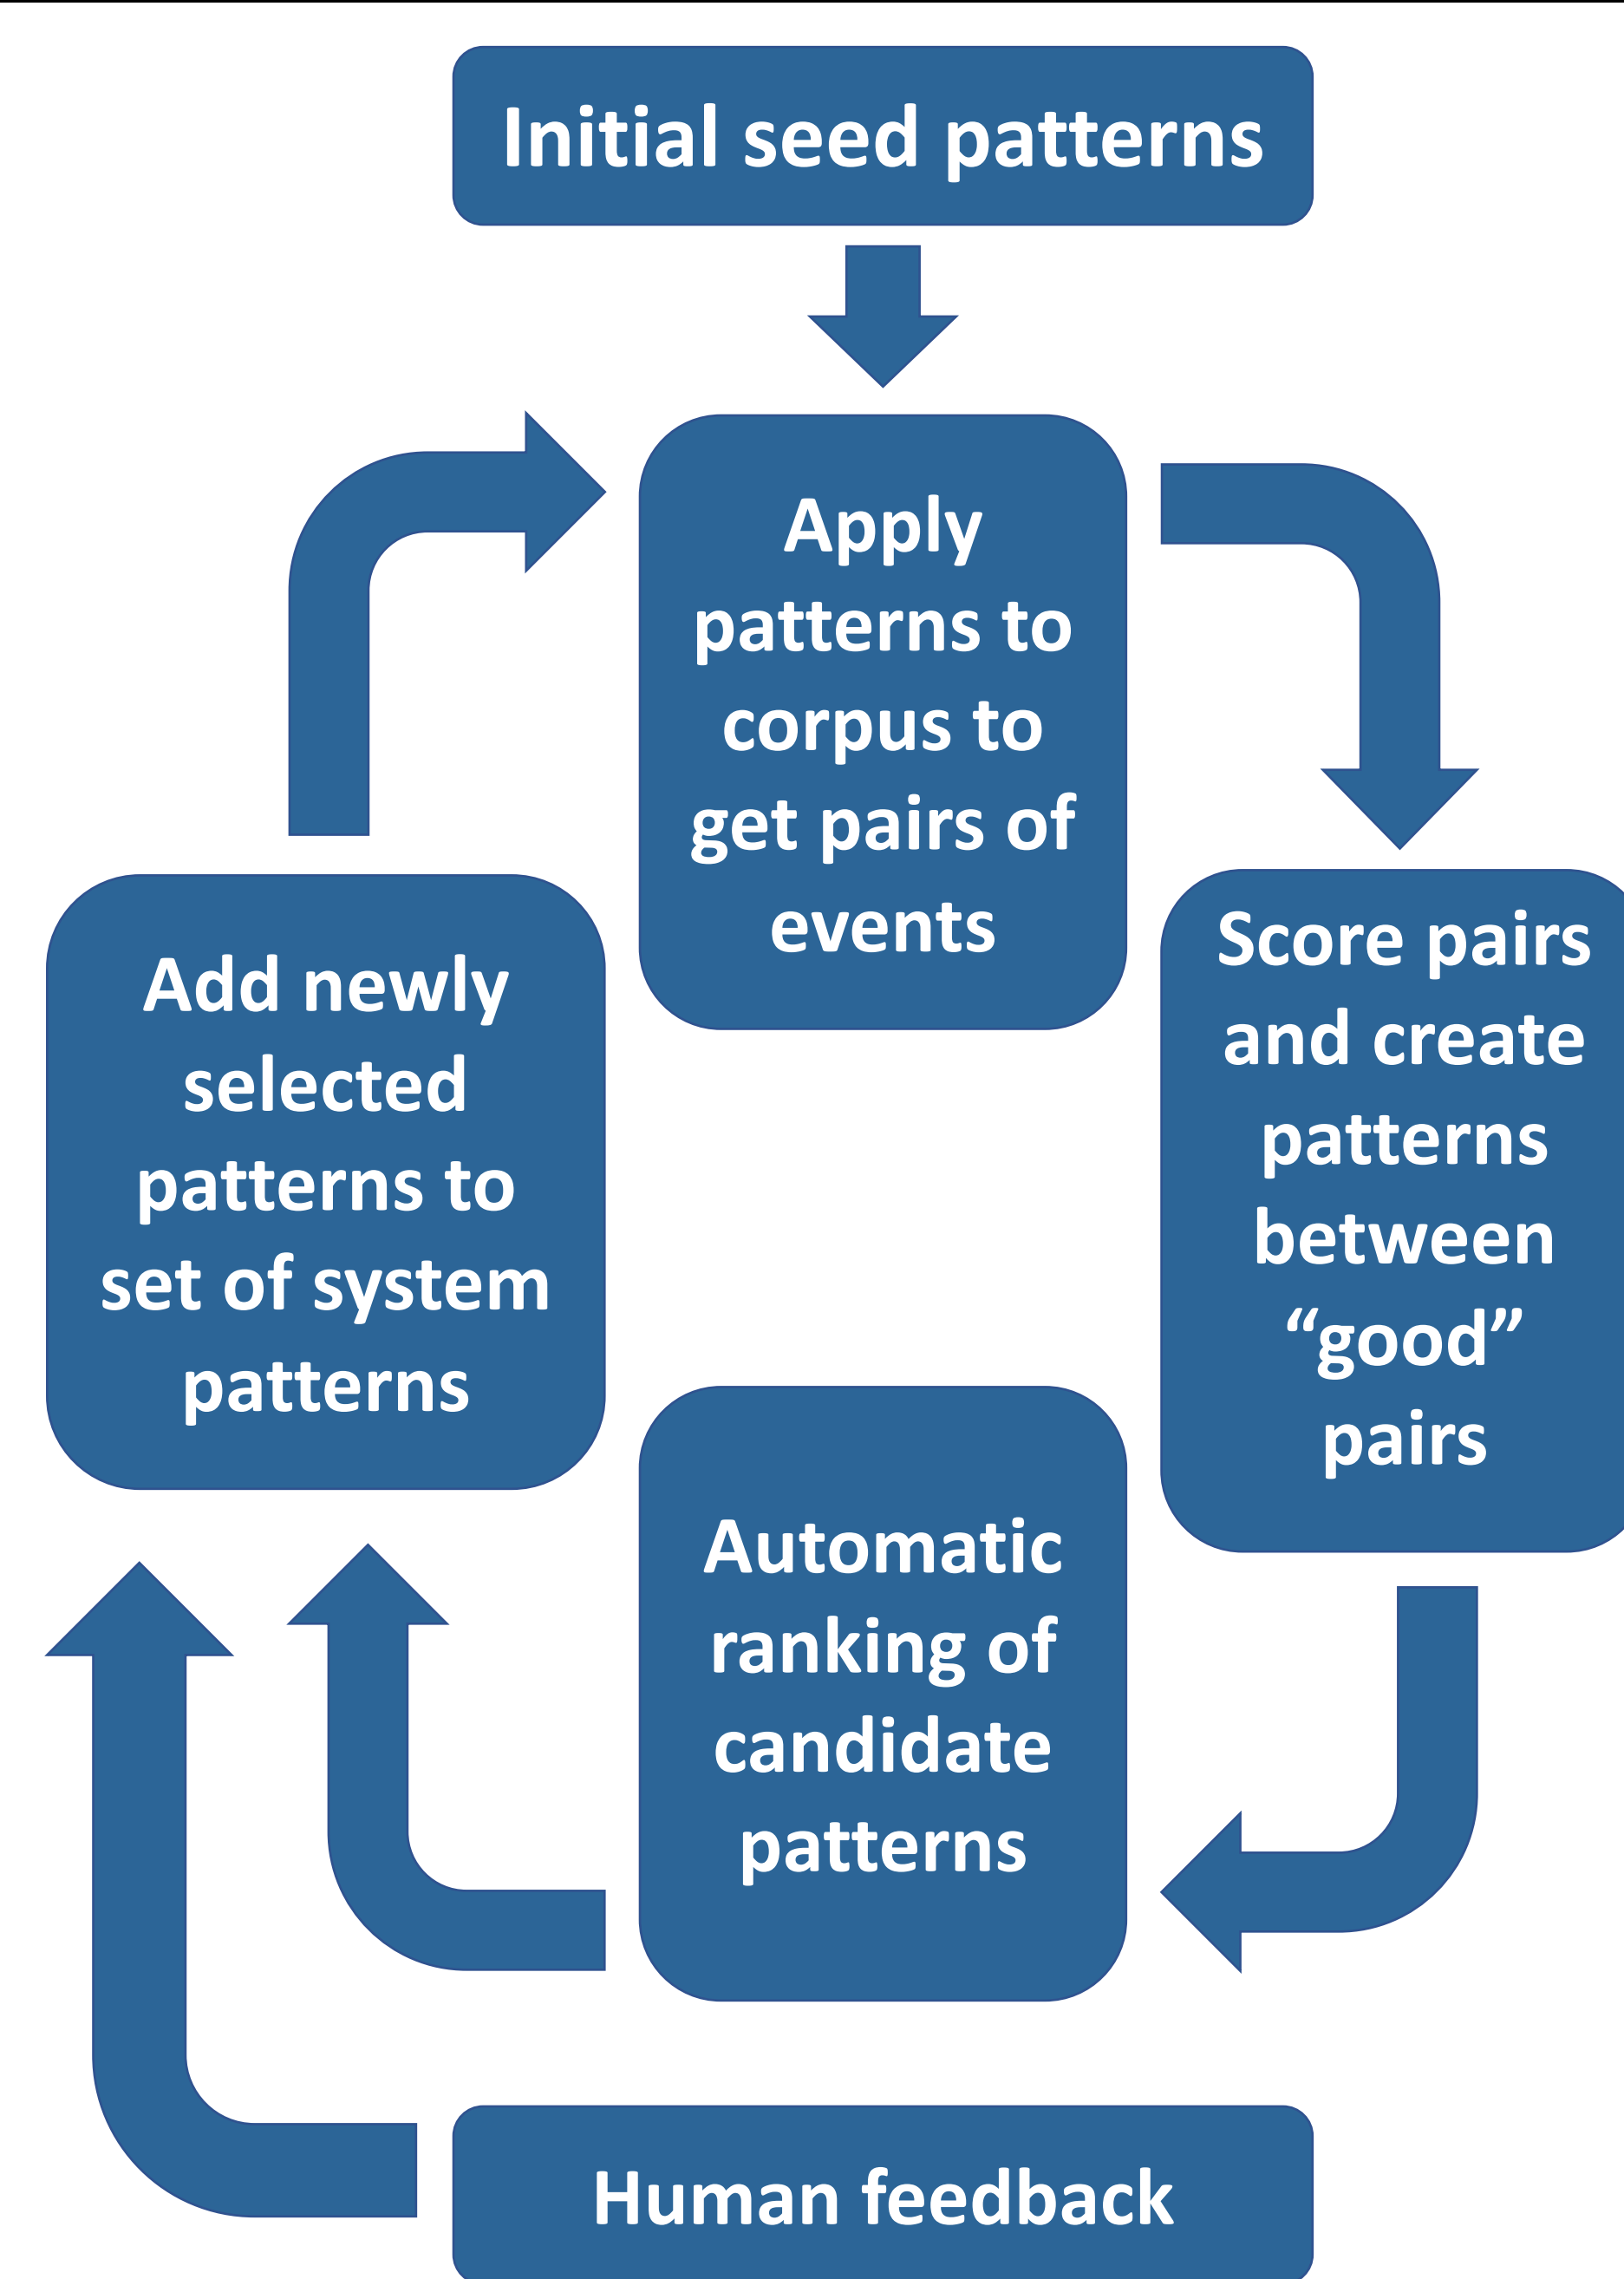 Initial seed patterns
Apply
patterns to
corpus to
get pairs of
events
Score pairs
and create
patterns
between
“good”
pairs
Automatic
ranking of
candidate
patterns
Add newly
selected
patterns to
set of system
patterns
Human feedback